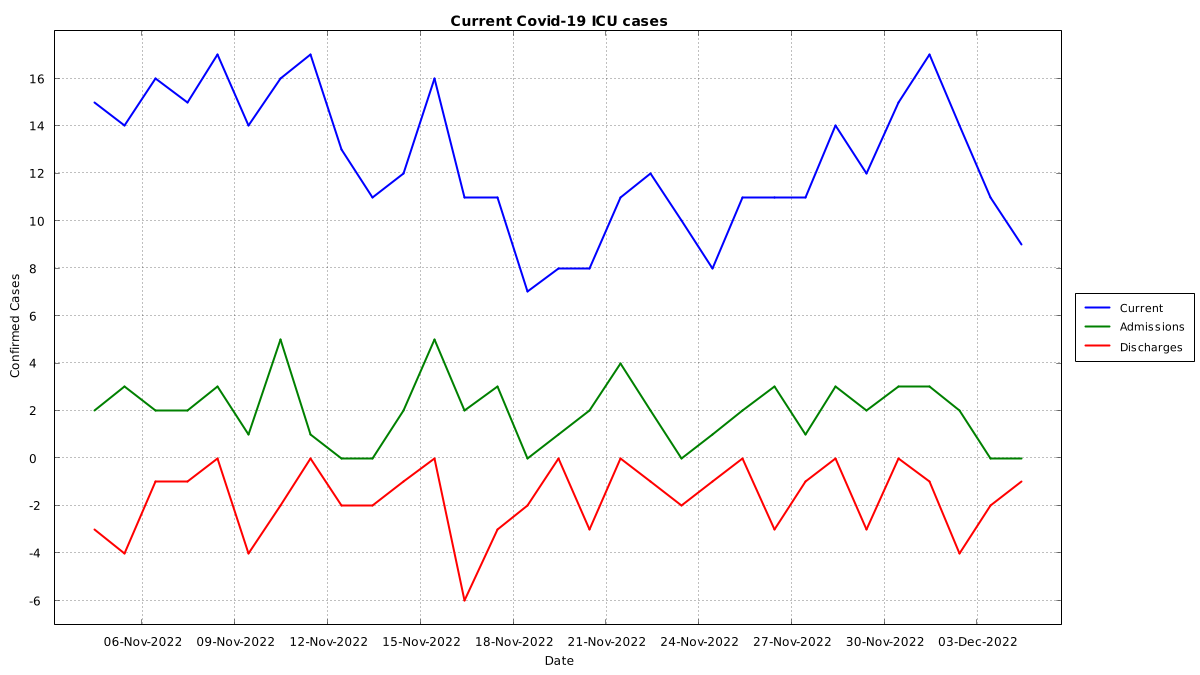 Current Covid-19 ICU cases
16
14
12
10
8
6
4
2
0
-2
-4
-6
Confirmed Cases
06-Nov-2022 09-Nov-2022 12-Nov-2022 15-Nov-2022 18-Nov-2022 21-Nov-2022 24-Nov-2022 27-Nov-2022 30-Nov-2022 03-Dec-2022
Date
Current
Admissions
Discharges